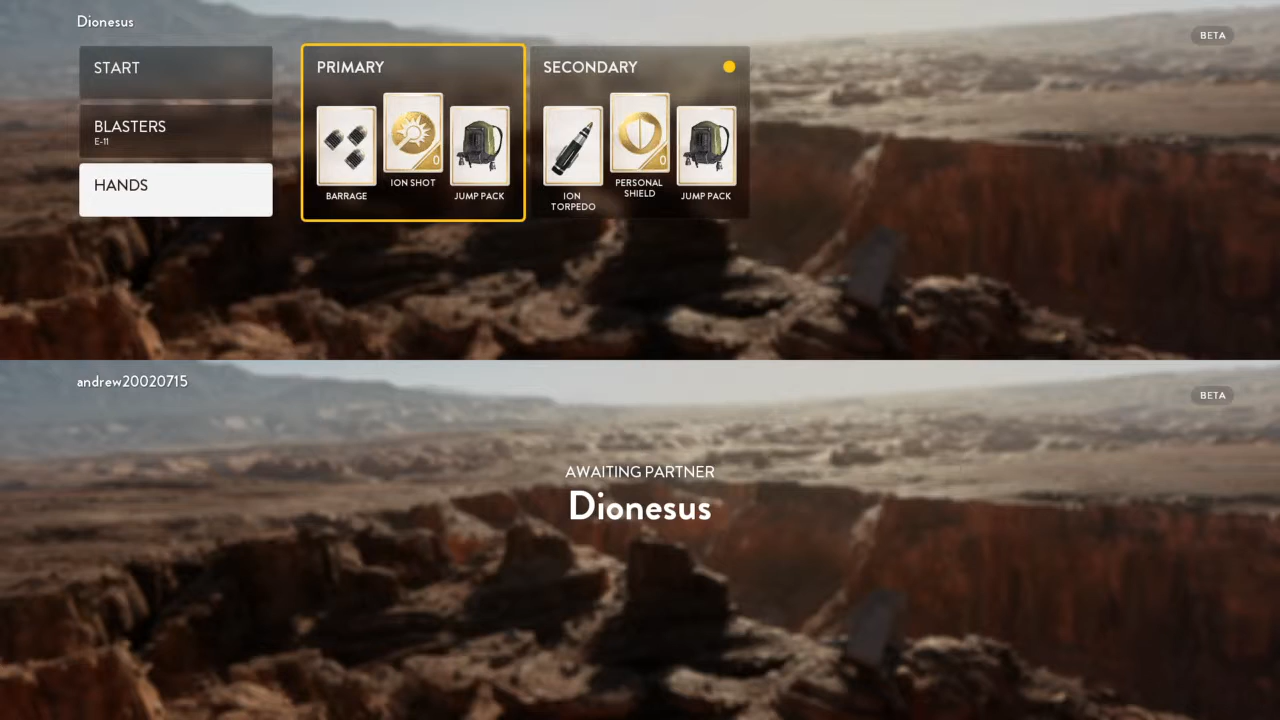 Dionesus
BETA
START
BLASTERS
E-11
HANDS
PRIMARY
BARRAGE
0
ION SHOT
JUMP PACK
SECONDARY
ION
TORPEDO
0
PERSONAL
SHIELD
JUMP PACK
andrew20020715
BETA
AWAITING PARTNER
Dionesus